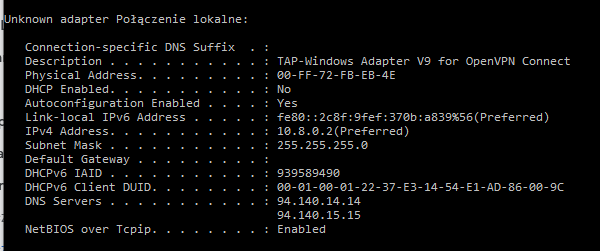 Unknown adapter Połączenie lokalne:
Connection-specific DNS Suffix . :
Description . . . . . . . . . . . : TAP-Windows Adapter V9 for OpenVPN Connect
Physical Address. . . . . . . . . : 00-FF-72-FB-EB-4E
DHCP Enabled. . . . . . . . . . . : No
Autoconfiguration Enabled . . . . : Yes
Link-local IPv6 Address . . . . . : fe80::2c8f:9fef:370b:a839%56(Preferred)
IPv4 Address. . . . . . . . . . . : 10.8.0.2(Preferred)
Subnet Mask . . . . . . . . . . . : 255.255.255.0
Default Gateway . . . . . . . . . :
DHCPv6 IAID . . . . . . . . . . . : 939589490
DHCPv6 Client DUID. . . . . . . . : 00-01-00-01-22-37-E3-14-54-E1-AD-86-00-9C
DNS Servers . . . . . . . . . . . : 94.140.14.14
94.140.15.15
NetBIOS over Tcpip. . . . . . . . : Enabled